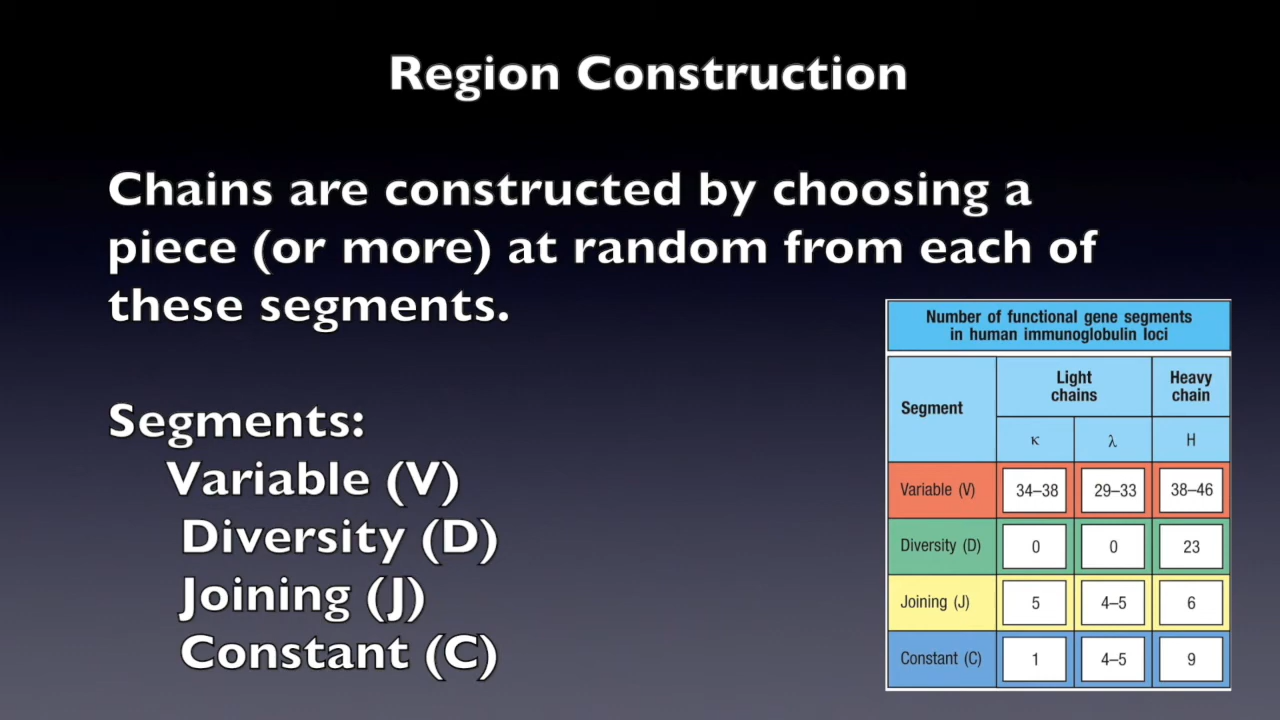 Region Construction
Chains are constructed by choosing a
piece (or more) at random from each of
these segments.
Segments:
Variable (V)
Diversity (D)
Joining (J)
Constant (C)
Number of functional gene segments
in human immunoglobulin loci
Segment
Light
chains
Heavy
chain
κ λ H
Variable (V) 34–38 29–33 38–46
Diversity (D) 0 0 23
Joining (J) 5 4–5 6
Constant (C) 1 4–5 9